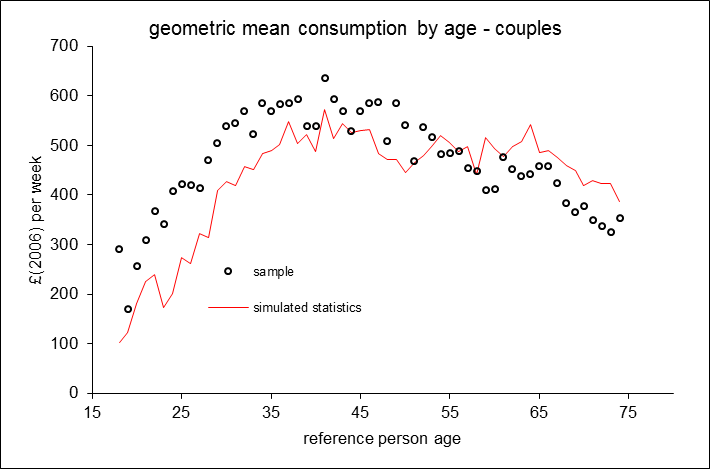 geometric mean consumption by age - couples
700
600
500
400
300
200
100
0
£(2006) per week
sample
simulated statistics
15 25 35 45 55 65 75
reference person age